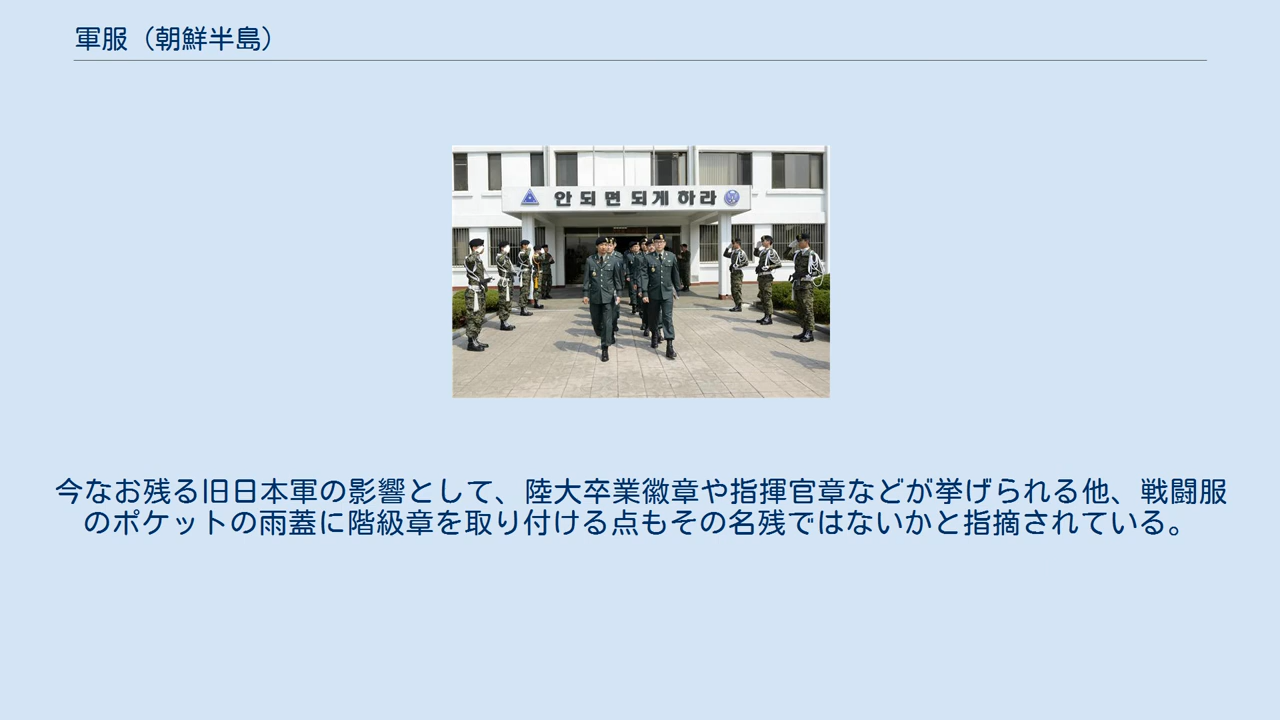 軍服（朝鮮半島）
안 되 면 되 게 하 라
今なお残る旧日本軍の影響として、陸大卒業徽章や指揮官章などが挙げられる他、戦闘服
のポケットの雨蓋に階級章を取り付ける点もその名残ではないかと指摘されている。